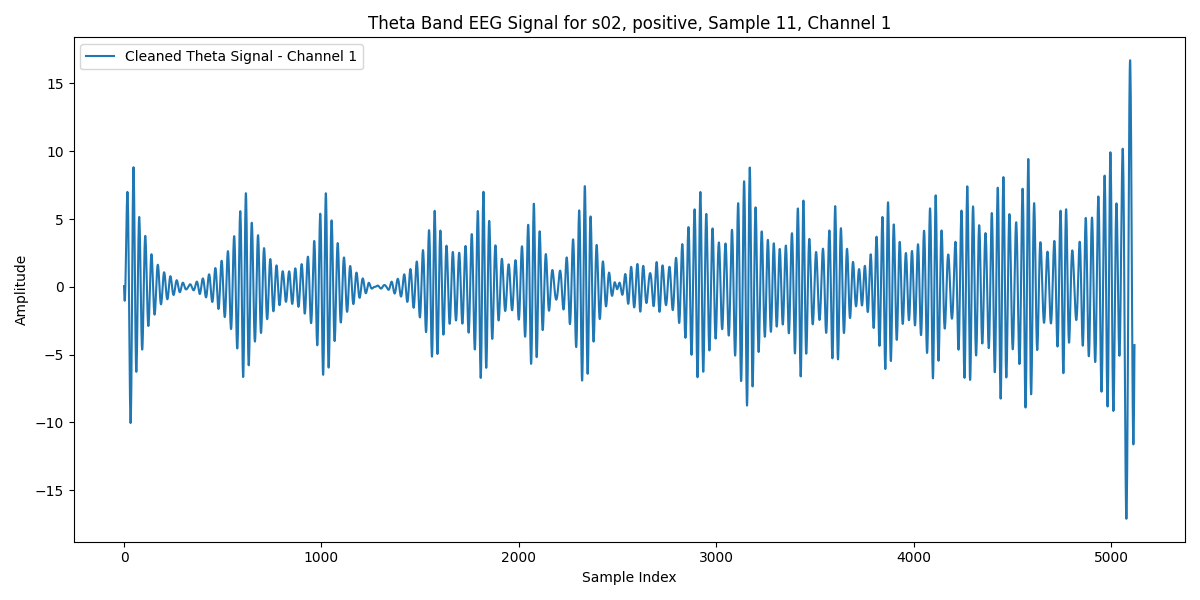 Theta Band EEG Signal for s02, positive, Sample 11, Channel 1
Cleaned Theta Signal - Channel 1
Amplitude
15
10
5
0
−5
−10
−15
0 1000 2000 3000 4000 5000
Sample Index